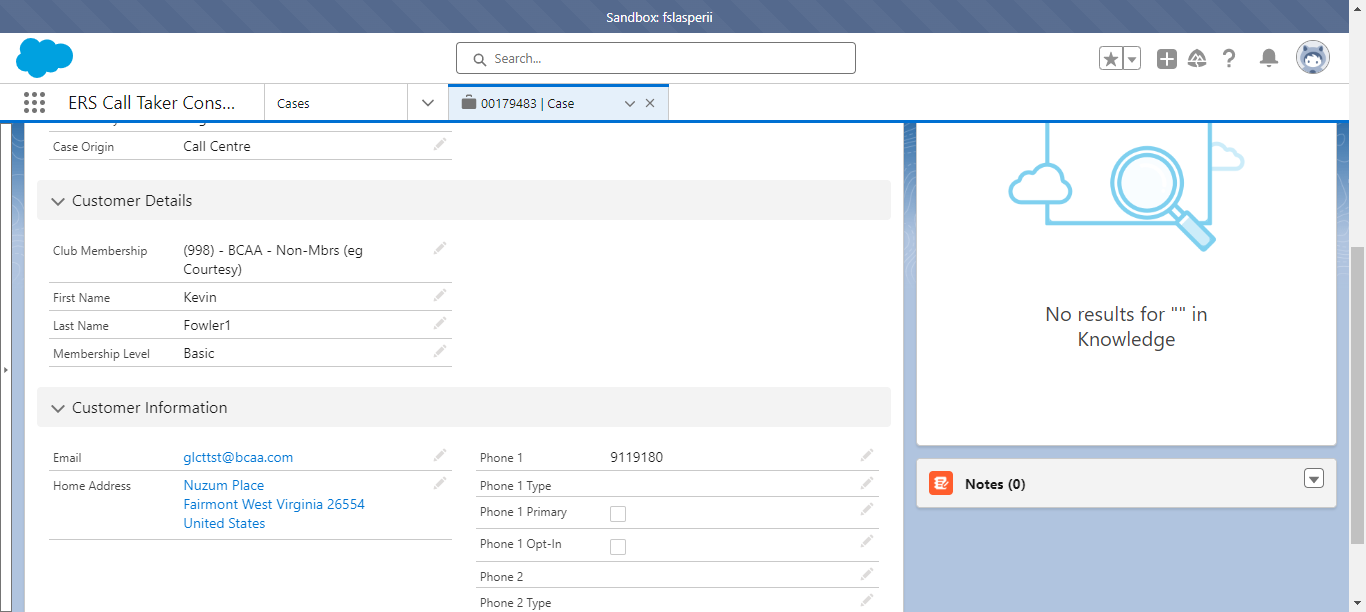 Sandbox: fslasperii
Search...
ERS Call Taker Cons...
Cases
00179483 | Case
Case Origin
Call Centre
Customer Details
Club Membership
(998) - BCAA - Non-Mbrs (eg
Courtesy)
First Name
Kevin
Last Name
Fowler1
Membership Level
Basic
Customer Information
Email
glcttst@bcaa.com
Home Address
Nuzum Place
Fairmont West Virginia 26554
United States
Phone 1
9119180
Phone 1 Type
Phone 1 Primary
Phone 1 Opt-In
Phone 2
Phone 2 Type
No results for "" in
Knowledge
Notes (0)